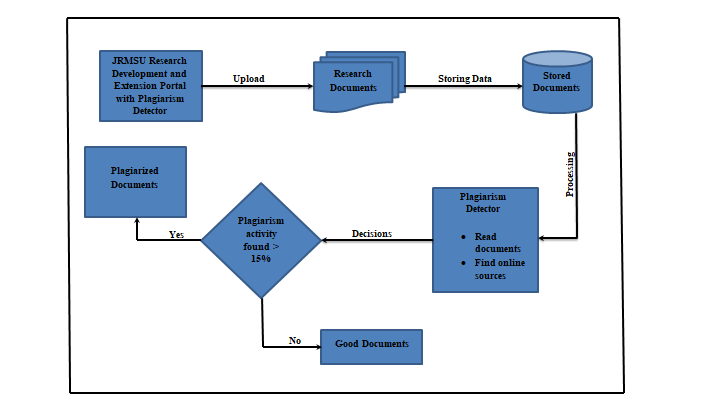 JRMSU Research
Development and
Extension Portal
with Plagiarism
Detector
Upload
Research
Documents
Storing Data
Stored
Documents
Processing
Plagiarism
Detector
• Read
documents
• Find online
sources
Decisions
Plagiarism
activity
found >
15%
Yes
Plagiarized
Documents
No
Good Documents